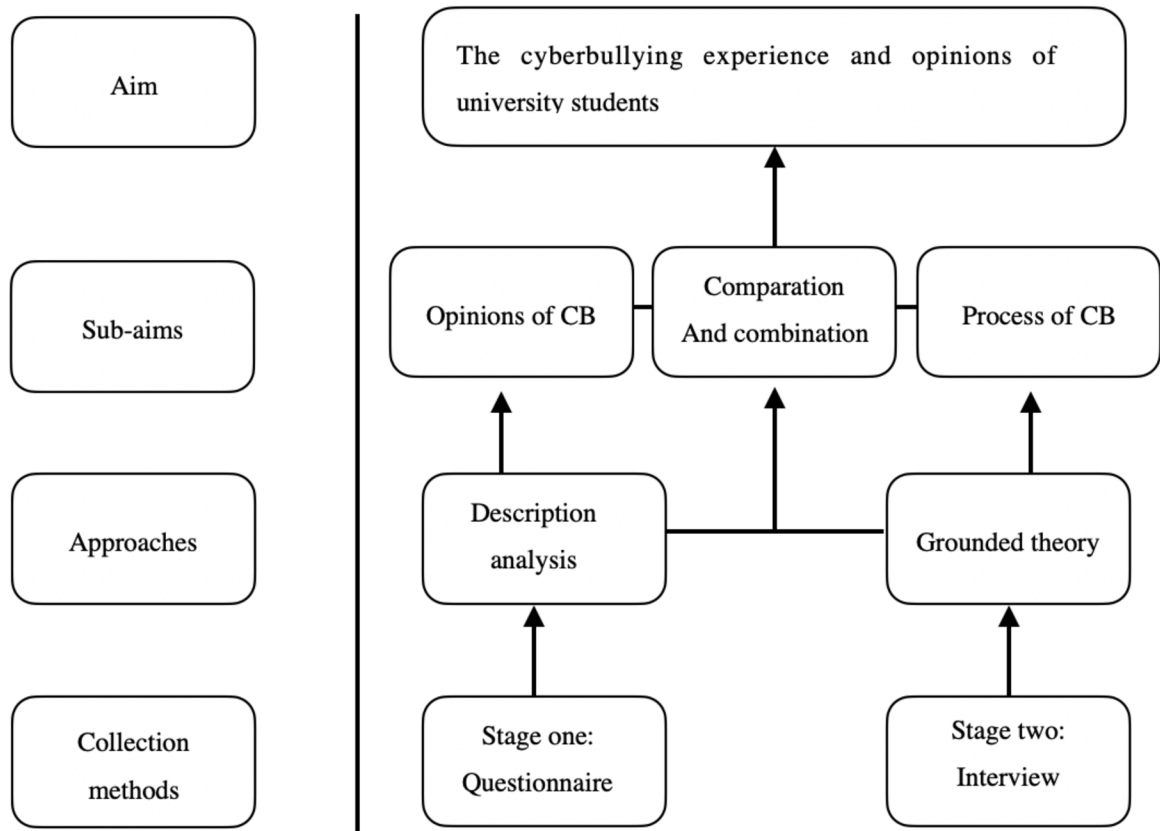 Aim
The cyberbullying experience and opinions of
university students
Sub-aims
Opinions of CB
Comparation
And combination
Process of CB
Approaches
Description
analysis
Grounded theory
Collection
methods
Stage one:
Questionnaire
Stage two:
Interview